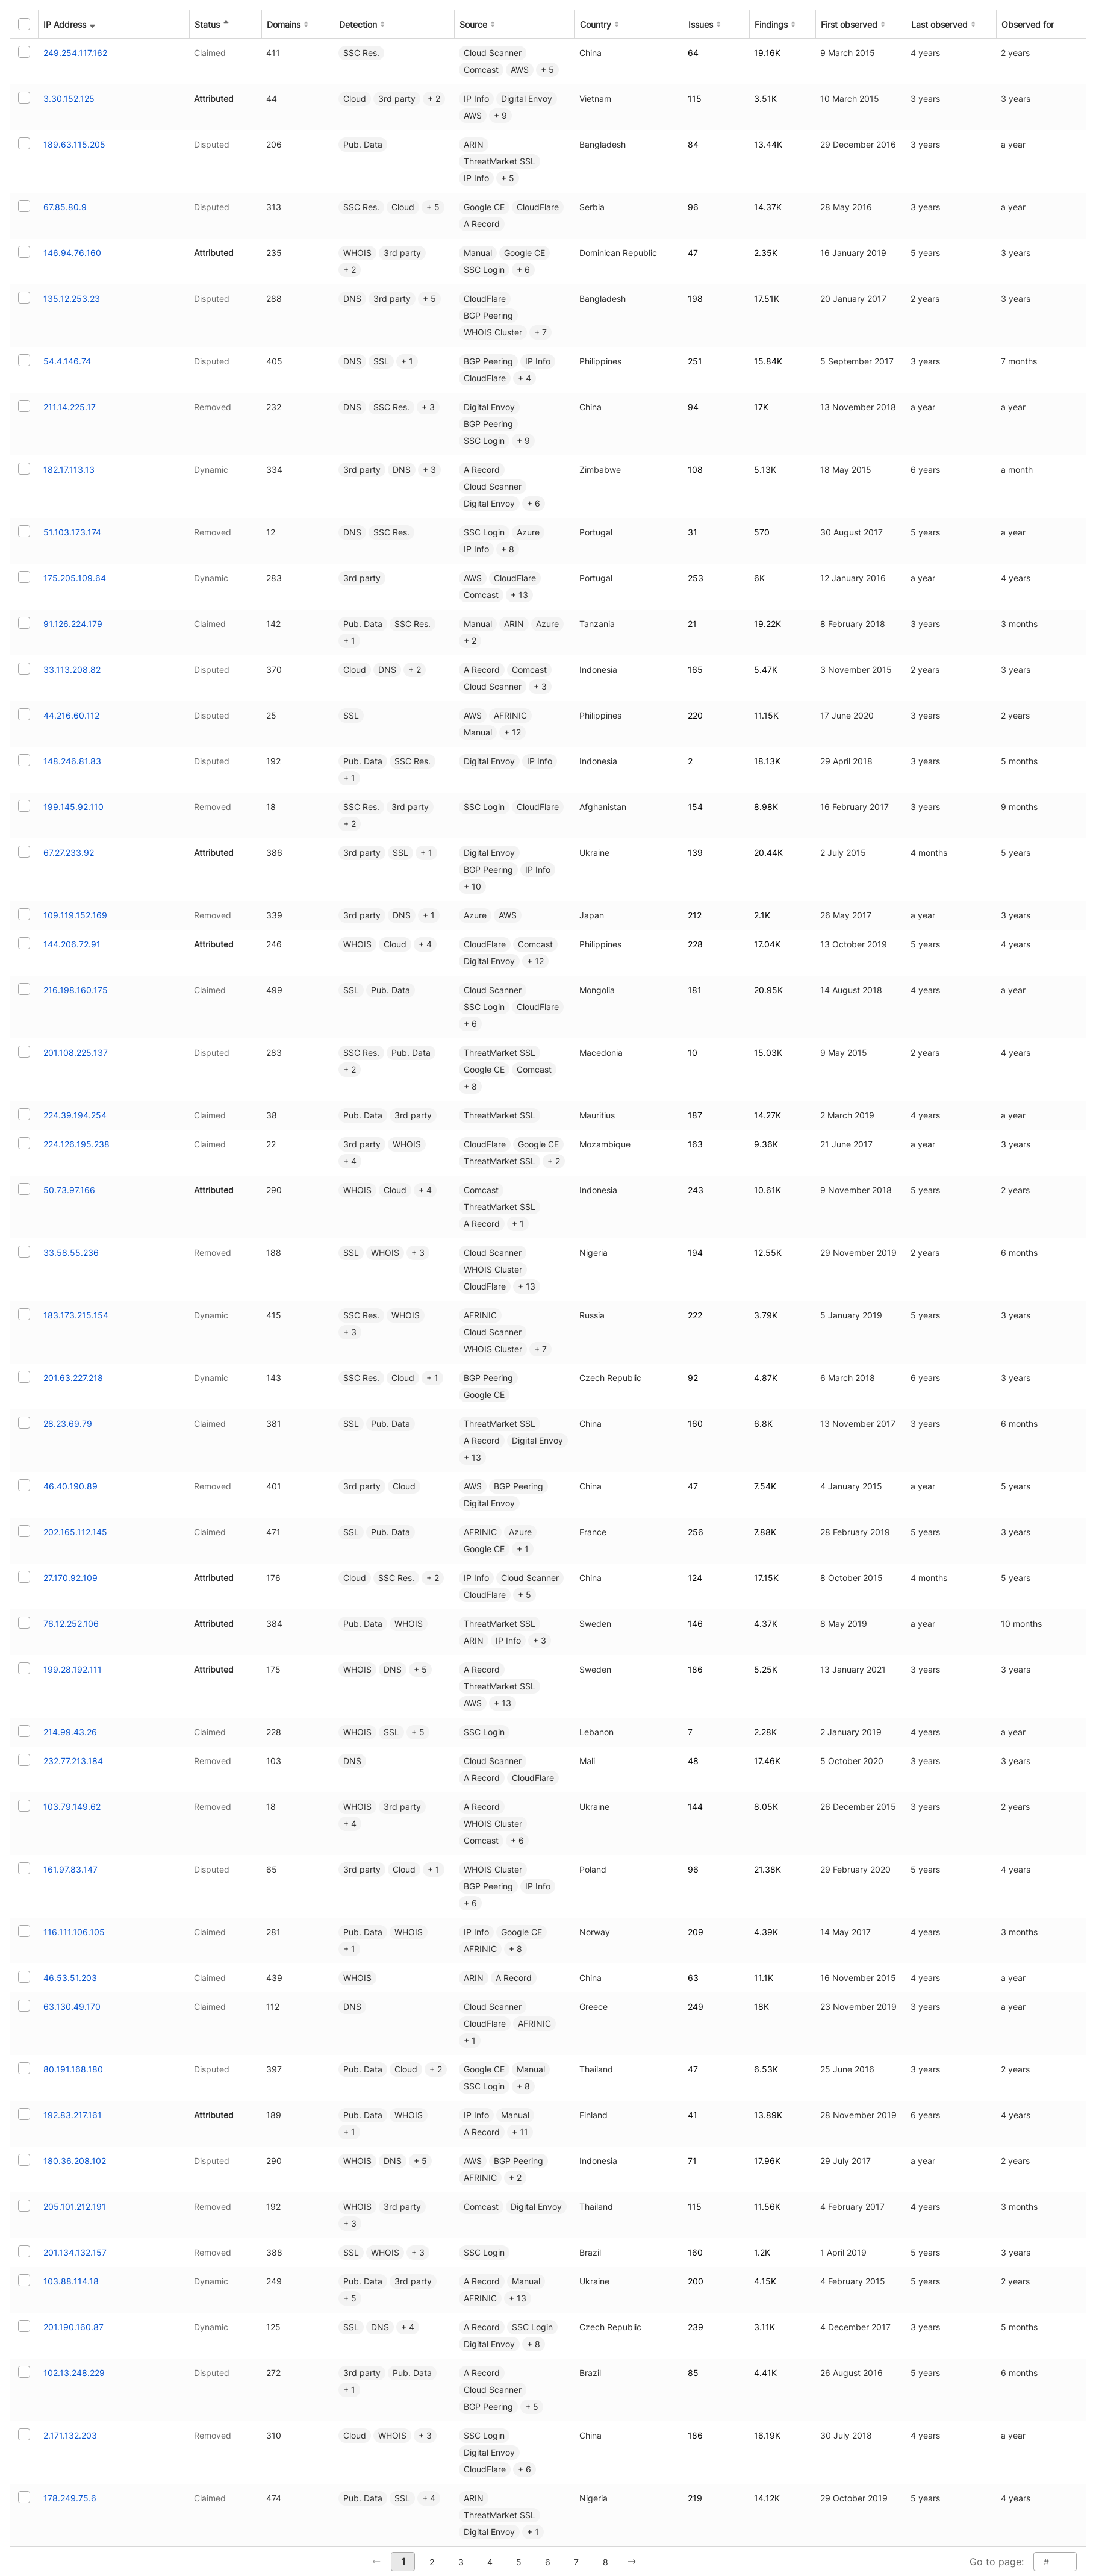 IP Address Status Domains Detection Source Country Issues Findings First observed Last observed Observed for
249.254.117.162 Claimed 411 SSC Res. Cloud Scanner China 64 19.16K 9 March 2015 4 years 2 years
Comcast AWS + 5
3.30.152.125 Attributed 44 Cloud 3rd party + 2 IP Info Digital Envoy Vietnam 115 3.51K 10 March 2015 3 years 3 years
AWS + 9
189.63.115.205 Disputed 206 Pub. Data ARIN Bangladesh 84 13.44K 29 December 2016 3 years a year
ThreatMarket SSL
IP Info + 5
67.85.80.9 Disputed 313 SSC Res. Cloud + 5 Google CE CloudFlare Serbia 96 14.37K 28 May 2016 3 years a year
A Record
146.94.76.160 Attributed 235 WHOIS 3rd party Manual Google CE Dominican Republic 47 2.35K 16 January 2019 5 years 3 years
+ 2 SSC Login + 6
135.12.253.23 Disputed 288 DNS 3rd party + 5 CloudFlare Bangladesh 198 17.51K 20 January 2017 2 years 3 years
BGP Peering
WHOIS Cluster + 7
54.4.146.74 Disputed 405 DNS SSL + 1 BGP Peering IP Info Philippines 251 15.84K 5 September 2017 3 years 7 months
CloudFlare + 4
211.14.225.17 Removed 232 DNS SSC Res. + 3 Digital Envoy China 94 17K 13 November 2018 a year a year
BGP Peering
SSC Login + 9
182.17.113.13 Dynamic 334 3rd party DNS + 3 A Record Zimbabwe 108 5.13K 18 May 2015 6 years a month
Cloud Scanner
Digital Envoy + 6
51.103.173.174 Removed 12 DNS SSC Res. SSC Login Azure Portugal 31 570 30 August 2017 5 years a year
IP Info + 8
175.205.109.64 Dynamic 283 3rd party AWS CloudFlare Portugal 253 6K 12 January 2016 a year 4 years
Comcast + 13
91.126.224.179 Claimed 142 Pub. Data SSC Res. Manual ARIN Azure Tanzania 21 19.22K 8 February 2018 3 years 3 months
+ 1 + 2
33.113.208.82 Disputed 370 Cloud DNS + 2 A Record Comcast Indonesia 165 5.47K 3 November 2015 2 years 3 years
Cloud Scanner + 3
44.216.60.112 Disputed 25 SSL AWS AFRINIC Philippines 220 11.15K 17 June 2020 3 years 2 years
Manual + 12
148.246.81.83 Disputed 192 Pub. Data SSC Res. Digital Envoy IP Info Indonesia 2 18.13K 29 April 2018 3 years 5 months
+ 1
199.145.92.110 Removed 18 SSC Res. 3rd party SSC Login CloudFlare Afghanistan 154 8.98K 16 February 2017 3 years 9 months
+ 2
67.27.233.92 Attributed 386 3rd party SSL + 1 Digital Envoy Ukraine 139 20.44K 2 July 2015 4 months 5 years
BGP Peering IP Info
+ 10
109.119.152.169 Removed 339 3rd party DNS + 1 Azure AWS Japan 212 2.1K 26 May 2017 a year 3 years
144.206.72.91 Attributed 246 WHOIS Cloud + 4 CloudFlare Comcast Philippines 228 17.04K 13 October 2019 5 years 4 years
Digital Envoy + 12
216.198.160.175 Claimed 499 SSL Pub. Data Cloud Scanner Mongolia 181 20.95K 14 August 2018 4 years a year
SSC Login CloudFlare
+ 6
201.108.225.137 Disputed 283 SSC Res. Pub. Data ThreatMarket SSL Macedonia 10 15.03K 9 May 2015 2 years 4 years
+ 2 Google CE Comcast
+ 8
224.39.194.254 Claimed 38 Pub. Data 3rd party ThreatMarket SSL Mauritius 187 14.27K 2 March 2019 4 years a year
224.126.195.238 Claimed 22 3rd party WHOIS CloudFlare Google CE Mozambique 163 9.36K 21 June 2017 a year 3 years
+ 4 ThreatMarket SSL + 2
50.73.97.166 Attributed 290 WHOIS Cloud + 4 Comcast Indonesia 243 10.61K 9 November 2018 5 years 2 years
ThreatMarket SSL
A Record + 1
33.58.55.236 Removed 188 SSL WHOIS + 3 Cloud Scanner Nigeria 194 12.55K 29 November 2019 2 years 6 months
WHOIS Cluster
CloudFlare + 13
183.173.215.154 Dynamic 415 SSC Res. WHOIS AFRINIC Russia 222 3.79K 5 January 2019 5 years 3 years
+ 3 Cloud Scanner
WHOIS Cluster + 7
201.63.227.218 Dynamic 143 SSC Res. Cloud + 1 BGP Peering Czech Republic 92 4.87K 6 March 2018 6 years 3 years
Google CE
28.23.69.79 Claimed 381 SSL Pub. Data ThreatMarket SSL China 160 6.8K 13 November 2017 3 years 6 months
A Record Digital Envoy
+ 13
46.40.190.89 Removed 401 3rd party Cloud AWS BGP Peering China 47 7.54K 4 January 2015 a year 5 years
Digital Envoy
202.165.112.145 Claimed 471 SSL Pub. Data AFRINIC Azure France 256 7.88K 28 February 2019 5 years 3 years
Google CE + 1
27.170.92.109 Attributed 176 Cloud SSC Res. + 2 IP Info Cloud Scanner China 124 17.15K 8 October 2015 4 months 5 years
CloudFlare + 5
76.12.252.106 Attributed 384 Pub. Data WHOIS ThreatMarket SSL Sweden 146 4.37K 8 May 2019 a year 10 months
ARIN IP Info + 3
199.28.192.111 Attributed 175 WHOIS DNS + 5 A Record Sweden 186 5.25K 13 January 2021 3 years 3 years
ThreatMarket SSL
AWS + 13
214.99.43.26 Claimed 228 WHOIS SSL + 5 SSC Login Lebanon 7 2.28K 2 January 2019 4 years a year
232.77.213.184 Removed 103 DNS Cloud Scanner Mali 48 17.46K 5 October 2020 3 years 3 years
A Record CloudFlare
103.79.149.62 Removed 18 WHOIS 3rd party A Record Ukraine 144 8.05K 26 December 2015 3 years 2 years
+ 4 WHOIS Cluster
Comcast + 6
161.97.83.147 Disputed 65 3rd party Cloud + 1 WHOIS Cluster Poland 96 21.38K 29 February 2020 5 years 4 years
BGP Peering IP Info
+ 6
116.111.106.105 Claimed 281 Pub. Data WHOIS IP Info Google CE Norway 209 4.39K 14 May 2017 4 years 3 months
+ 1 AFRINIC + 8
46.53.51.203 Claimed 439 WHOIS ARIN A Record China 63 11.1K 16 November 2015 4 years a year
63.130.49.170 Claimed 112 DNS Cloud Scanner Greece 249 18K 23 November 2019 3 years a year
CloudFlare AFRINIC
+ 1
80.191.168.180 Disputed 397 Pub. Data Cloud + 2 Google CE Manual Thailand 47 6.53K 25 June 2016 3 years 2 years
SSC Login + 8
192.83.217.161 Attributed 189 Pub. Data WHOIS IP Info Manual Finland 41 13.89K 28 November 2019 6 years 4 years
+ 1 A Record + 11
180.36.208.102 Disputed 290 WHOIS DNS + 5 AWS BGP Peering Indonesia 71 17.96K 29 July 2017 a year 2 years
AFRINIC + 2
205.101.212.191 Removed 192 WHOIS 3rd party Comcast Digital Envoy Thailand 115 11.56K 4 February 2017 4 years 3 months
+ 3
201.134.132.157 Removed 388 SSL WHOIS + 3 SSC Login Brazil 160 1.2K 1 April 2019 5 years 3 years
103.88.114.18 Dynamic 249 Pub. Data 3rd party A Record Manual Ukraine 200 4.15K 4 February 2015 5 years 2 years
+ 5 AFRINIC + 13
201.190.160.87 Dynamic 125 SSL DNS + 4 A Record SSC Login Czech Republic 239 3.11K 4 December 2017 3 years 5 months
Digital Envoy + 8
102.13.248.229 Disputed 272 3rd party Pub. Data A Record Brazil 85 4.41K 26 August 2016 5 years 6 months
+ 1 Cloud Scanner
BGP Peering + 5
2.171.132.203 Removed 310 Cloud WHOIS + 3 SSC Login China 186 16.19K 30 July 2018 4 years a year
Digital Envoy
CloudFlare + 6
178.249.75.6 Claimed 474 Pub. Data SSL + 4 ARIN Nigeria 219 14.12K 29 October 2019 5 years 4 years
ThreatMarket SSL
Digital Envoy + 1
← 1 2 3 4 5 6 7 8 → Go to page: #